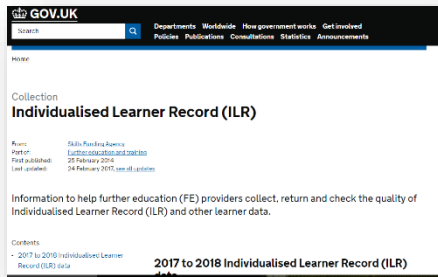 GOV.UK
Search
Departments Worldwide How government works Get involved
Policies Publications Consultations Statistics Announcements
Home
Collection
Individualised Learner Record (ILR)
From: Skills Funding Agency
Part of: Further education and training
First published: 25 February 2014
Last updated: 24 February 2017, see all updates
Information to help further education (FE) providers collect, return and check the quality of
Individualised Learner Record (ILR) and other learner data.
Contents
- 2017 to 2018 Individualised Learner
Record (ILR) data
2017 to 2018 Individualised Learner Record (ILR)
data